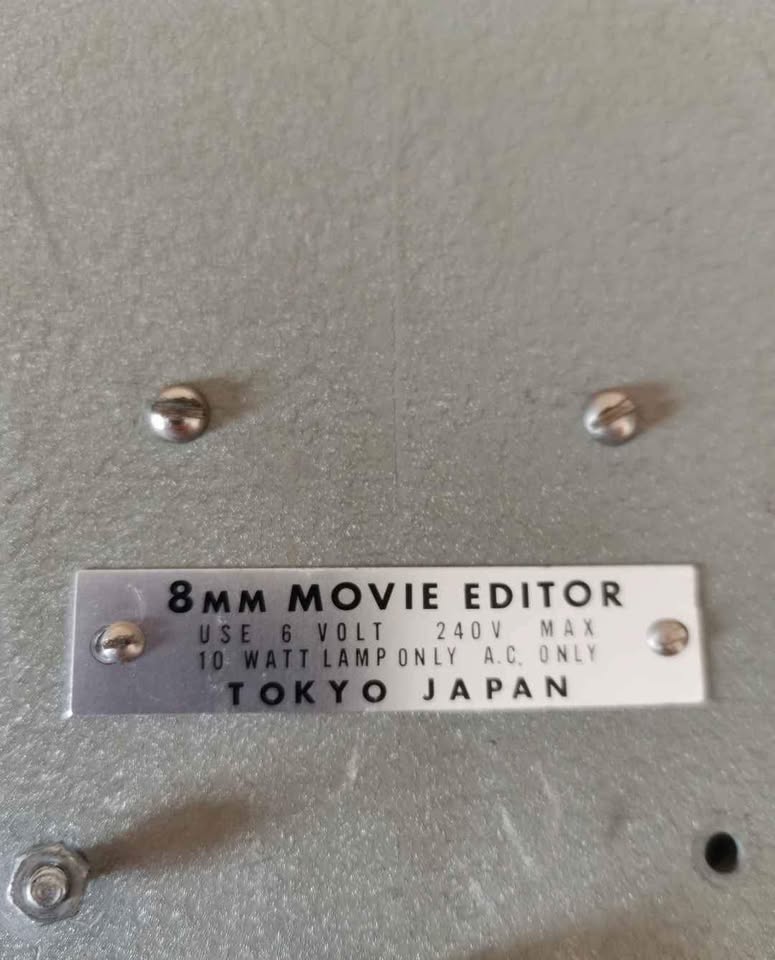 8MM MOVIE EDITOR
USE 6 VOLT 240V MAX
10 WATT LAMP ONLY A.C. ONLY
TOKYO JAPAN